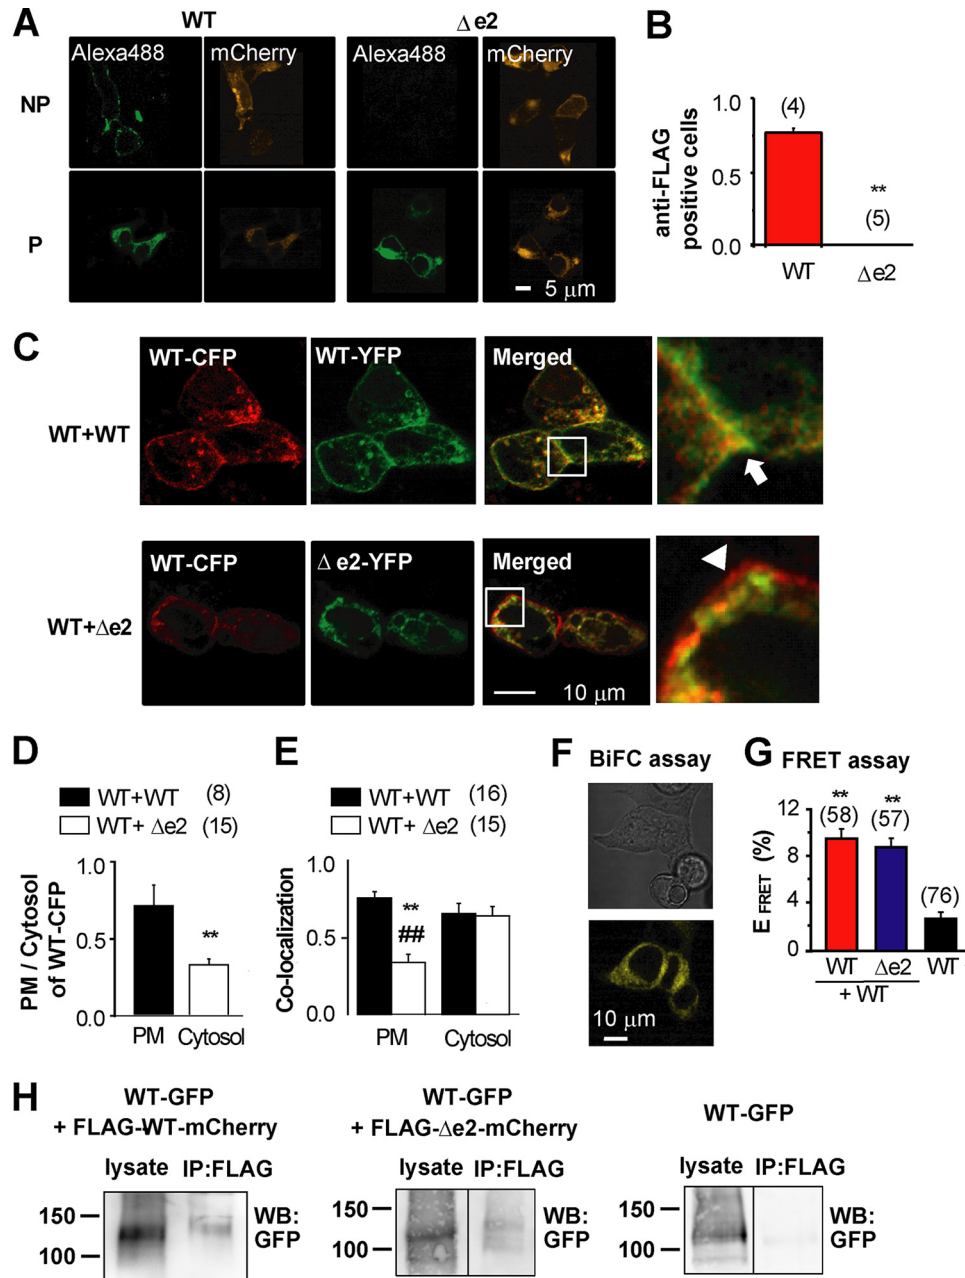 A
WT
Δe2
Alexa488
mCherry
Alexa488
mCherry
NP
P
5 μm
B
anti-FLAG
positive cells
1.0
0.5
0.0
(4)
**
(5)
WT
Δe2
C
WT-CFP
WT-YFP
Merged
WT+WT
WT-CFP
Δe2-YFP
Merged
WT+Δe2
10 μm
D
WT+WT (8)
WT+ Δe2 (15)
PM / Cytosol
of WT-CFP
1.0
0.5
0.0
**
PM
Cytosol
E
WT+WT (16)
WT+ Δe2 (15)
Co-localization
1.0
0.5
0.0
**
##
PM
Cytosol
F
BiFC assay
10 μm
G
FRET assay
E FRET (%)
12
8
4
0
**
(58)
**
(57)
(76)
WT
Δe2
WT
+ WT
H
WT-GFP
+ FLAG-WT-mCherry
lysate
IP:FLAG
150
100
WB:
GFP
WT-GFP
+ FLAG-Δe2-mCherry
lysate
IP:FLAG
150
100
WB:
GFP
WT-GFP
lysate
IP:FLAG
150
100
WB:
GFP